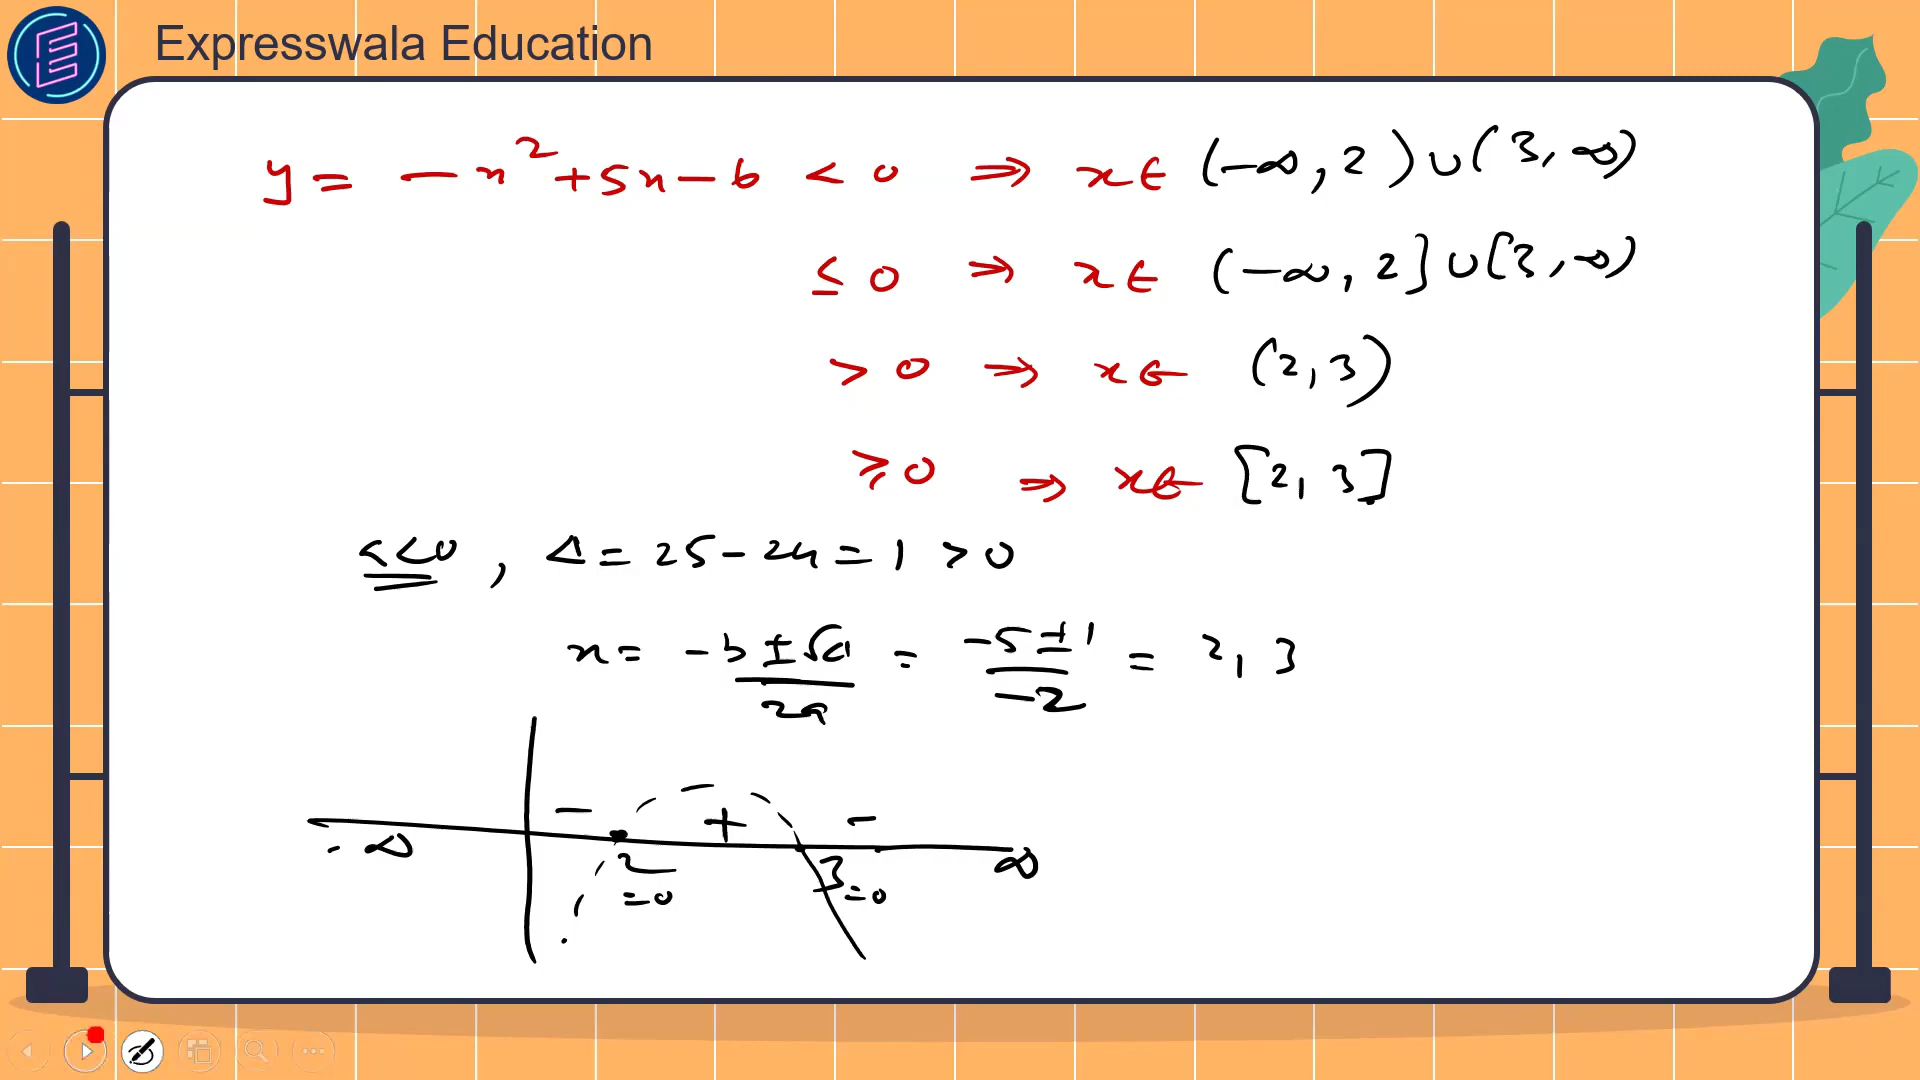 Expresswala Education
y = -x² + 5x - 6 < 0 ⇒ x ∈ (-∞, 2) ∪ (3, ∞)
≤ 0 ⇒ x ∈ (-∞, 2] ∪ [3, ∞)
> 0 ⇒ x ∈ (2, 3)
≥ 0 ⇒ x ∈ [2, 3]
a<0, Δ = 25 - 24 = 1 > 0
x = -b ± √d / 2a = -5 ± 1 / -2 = 2, 3
- + -
-∞ 2 3 ∞
=0 =0